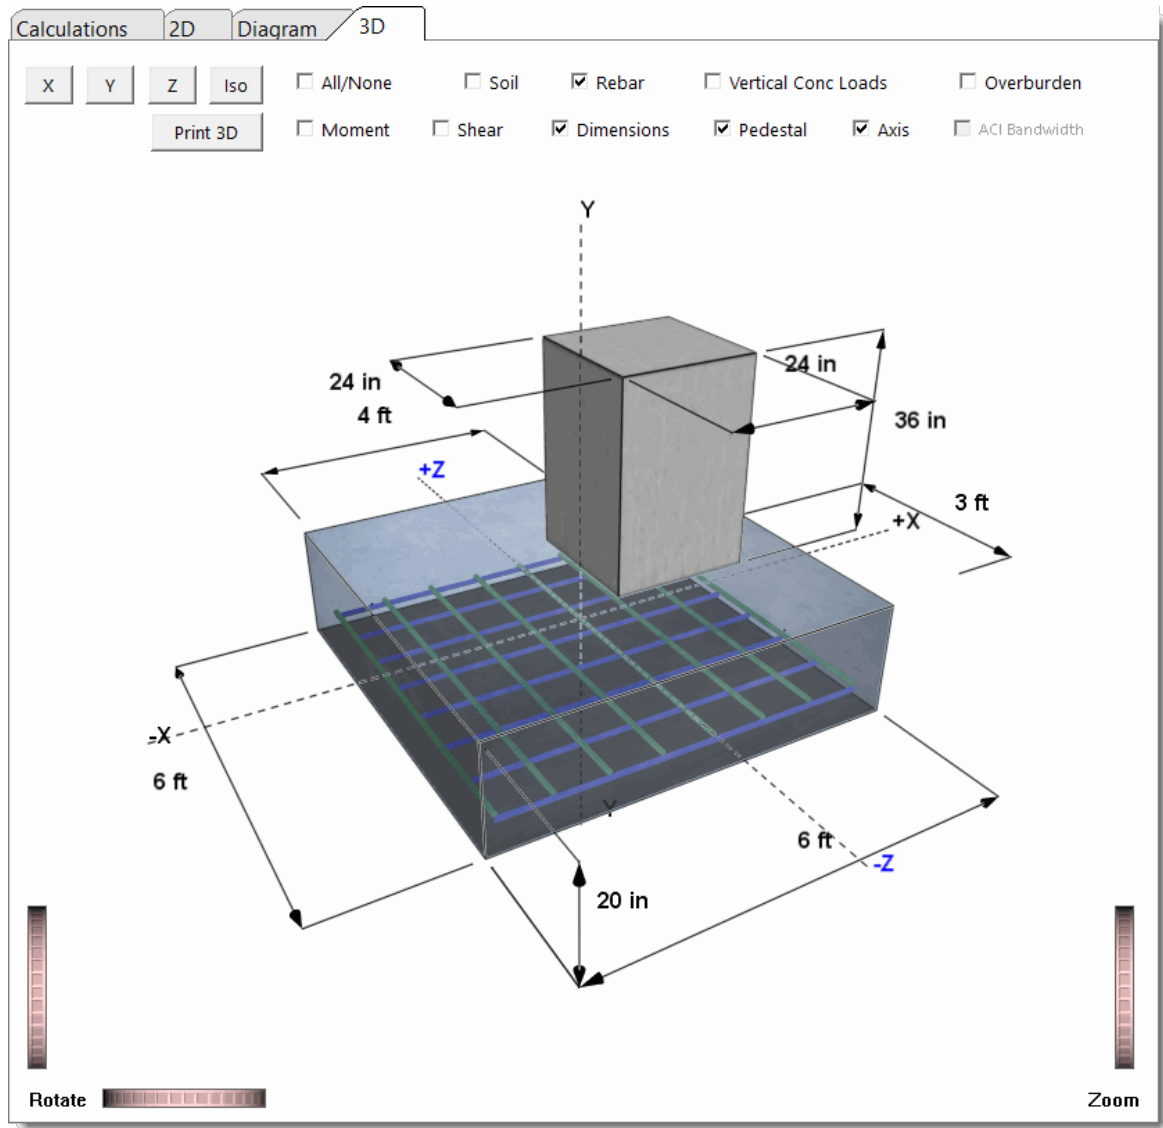 Calculations 2D Diagram 3D
X Y Z Iso All/None Soil Rebar Vertical Conc Loads Overburden
Print 3D Moment Shear Dimensions Pedestal Axis ACI Bandwidth
Y
24 in
24 in
4 ft
36 in
+Z
3 ft
+X
-X
6 ft
Y
6 ft
-Z
20 in
Rotate
Zoom